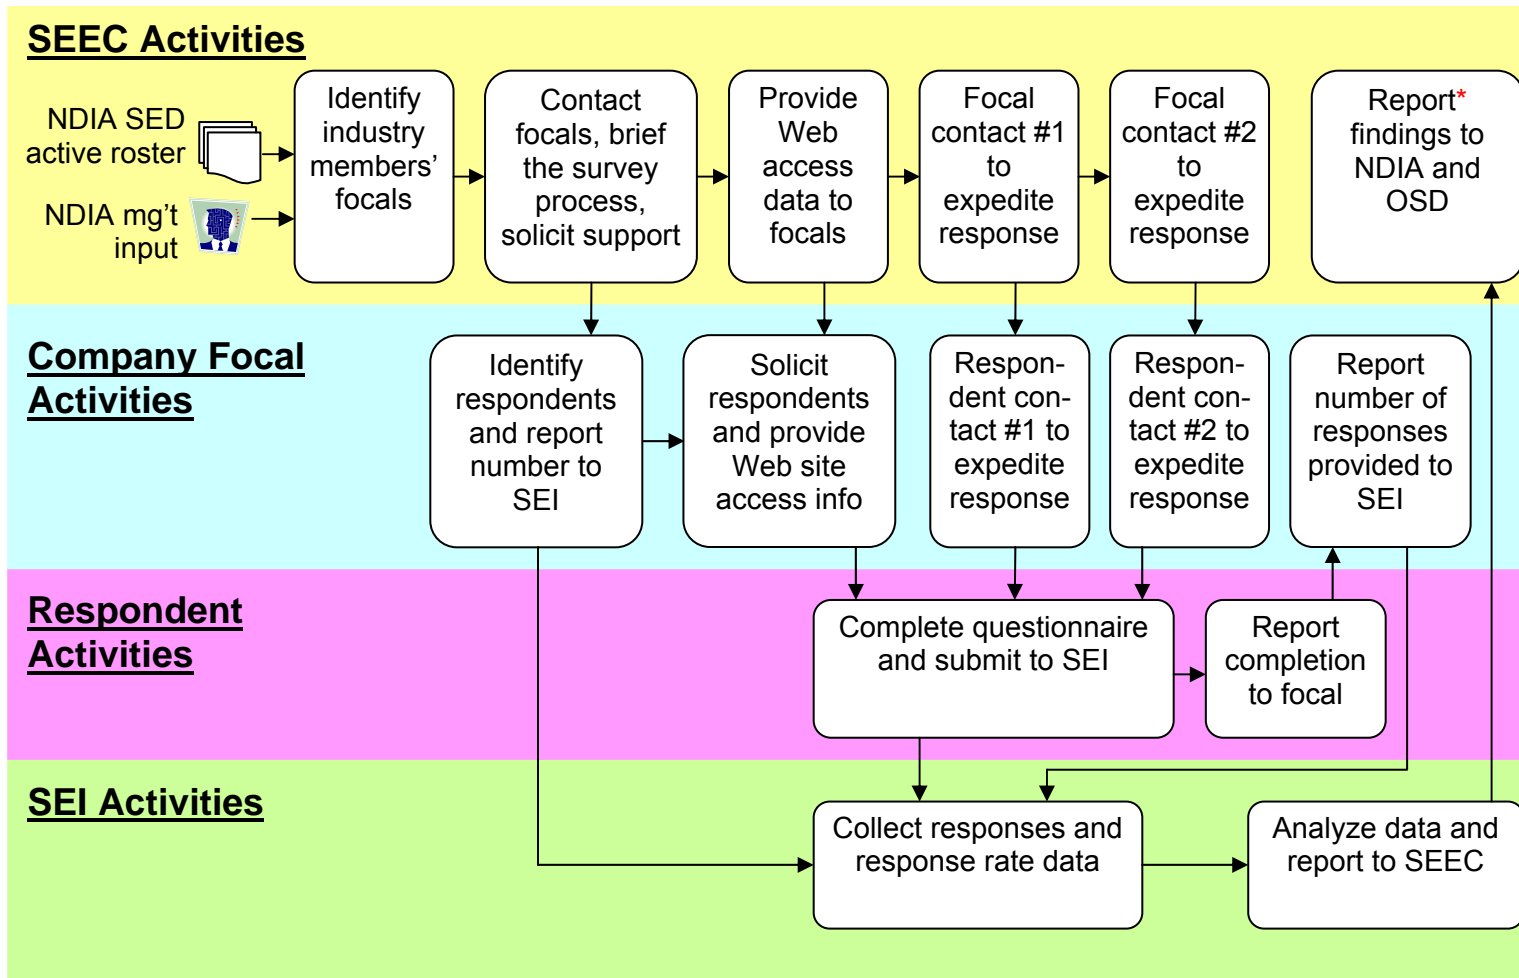 SEEC Activities
NDIA SED
active roster
NDIA mg't
input
Identify
industry
members'
focals
Contact
focals, brief
the survey
process,
solicit support
Provide
Web
access
data to
focals
Focal
contact #1
to
expedite
response
Focal
contact #2
to
expedite
response
Report*
findings to
NDIA and
OSD
Company Focal
Activities
Identify
respondents
and report
number to
SEI
Solicit
respondents
and provide
Web site
access info
Respon-
dent con-
tact #1 to
expedite
response
Respon-
dent con-
tact #2 to
expedite
response
Report
number of
responses
provided to
SEI
Respondent
Activities
Complete questionnaire
and submit to SEI
Report
completion
to focal
SEI Activities
Collect responses and
response rate data
Analyze data and
report to SEEC